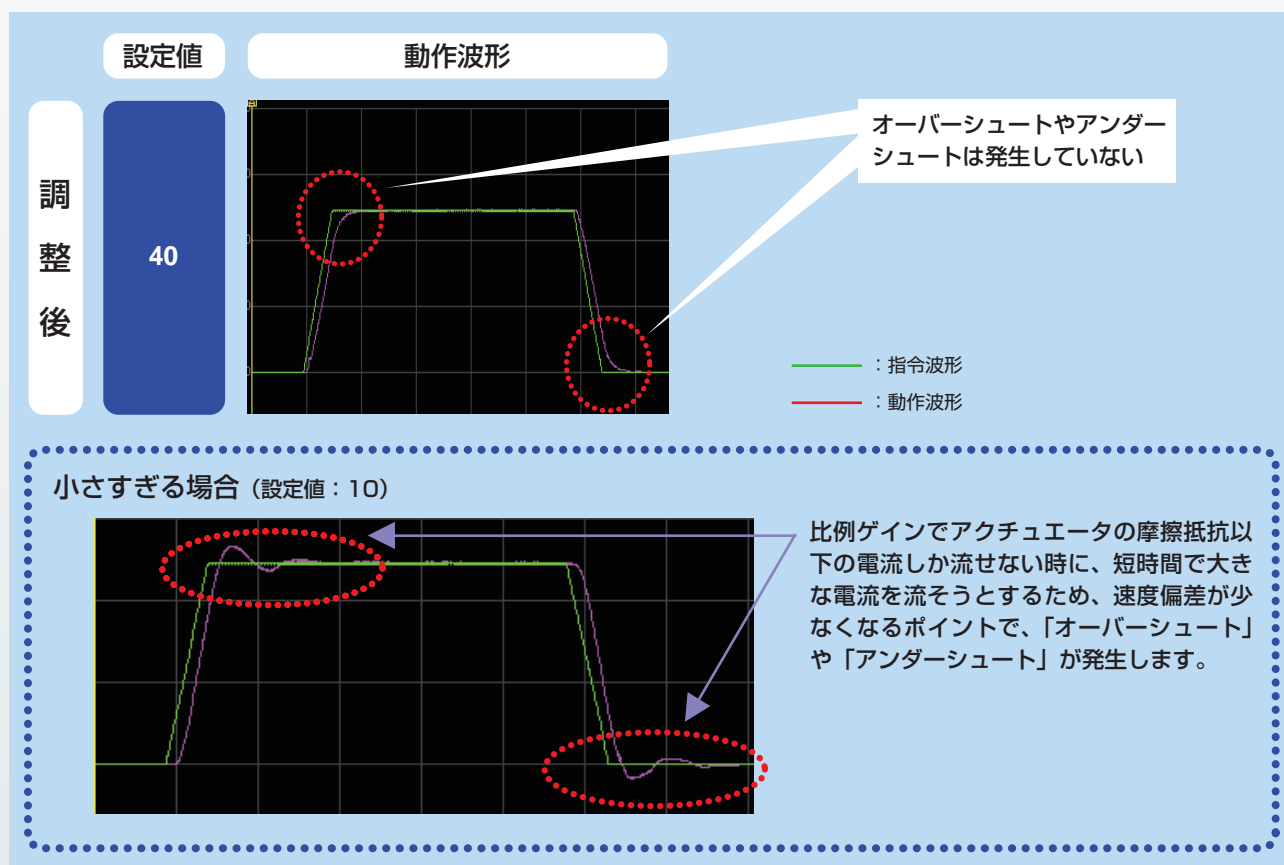 設定値
動作波形
調整後
40
オーバーシュートやアンダー
シュートは発生していない
：指令波形
：動作波形
小さすぎる場合（設定値：10）
比例ゲインでアクチュエータの摩擦抵抗以
下の電流しか流せない時に、短時間で大き
な電流を流そうとするため、速度偏差が少
なくなるポイントで、「オーバーシュート」
や「アンダーシュート」が発生します。